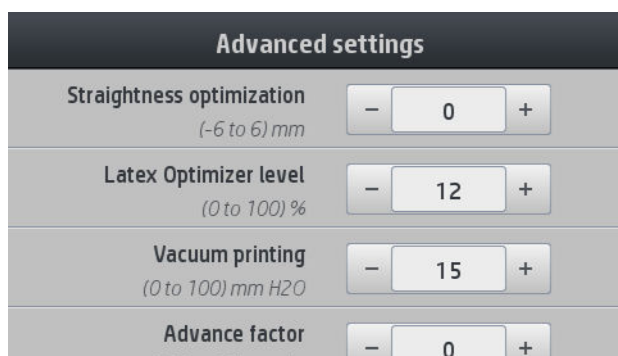 Advanced settings
Straightness optimization
(-6 to 6) mm
− 0 +
Latex Optimizer level
(0 to 100) %
− 12 +
Vacuum printing
(0 to 100) mm H2O
− 15 +
Advance factor
− 0 +